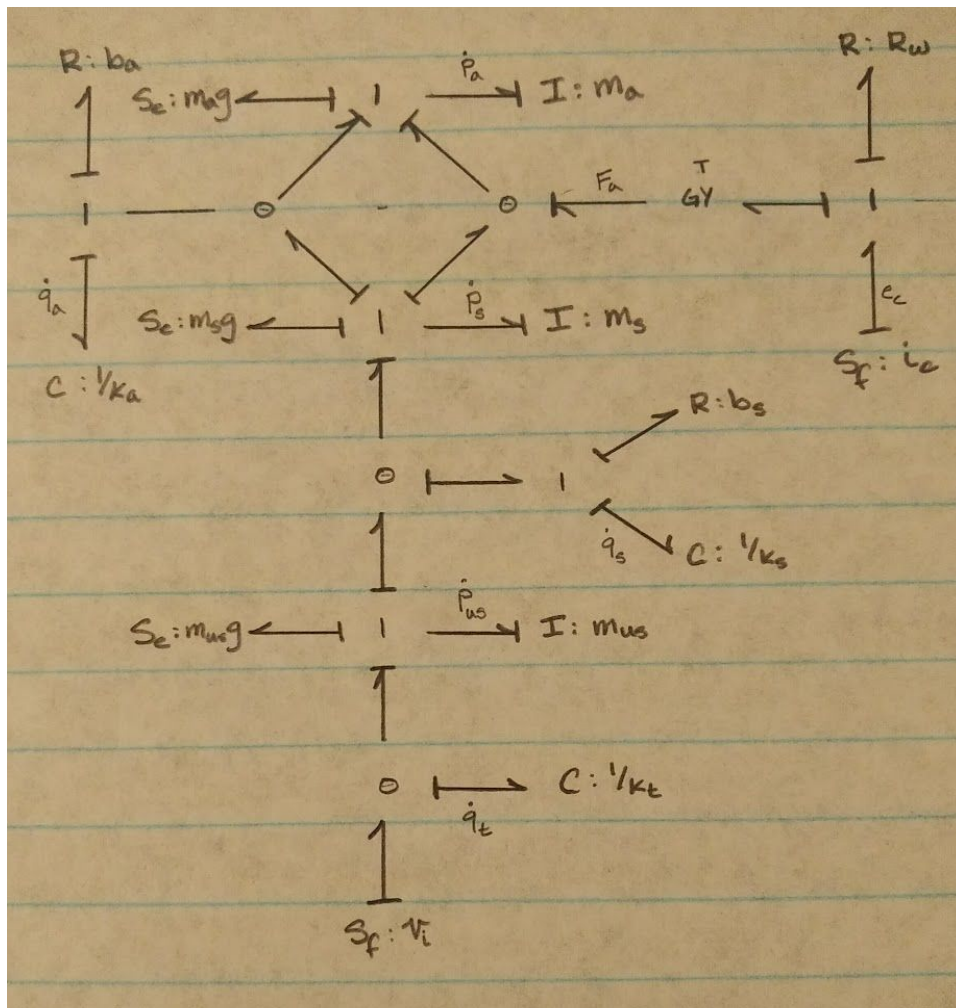 R: ba R: Rw
Se: mag 1 ṗa I: ma
1 0 0 Fa T GY 1
q̇a Se: msg 1 ṗs I: ms ec
C: 1/ka Sf: ic
R: bs
0 1
q̇s C: 1/ks
Se: musg 1 ṗus I: mus
0 C: 1/kt
q̇t
Sf: vi